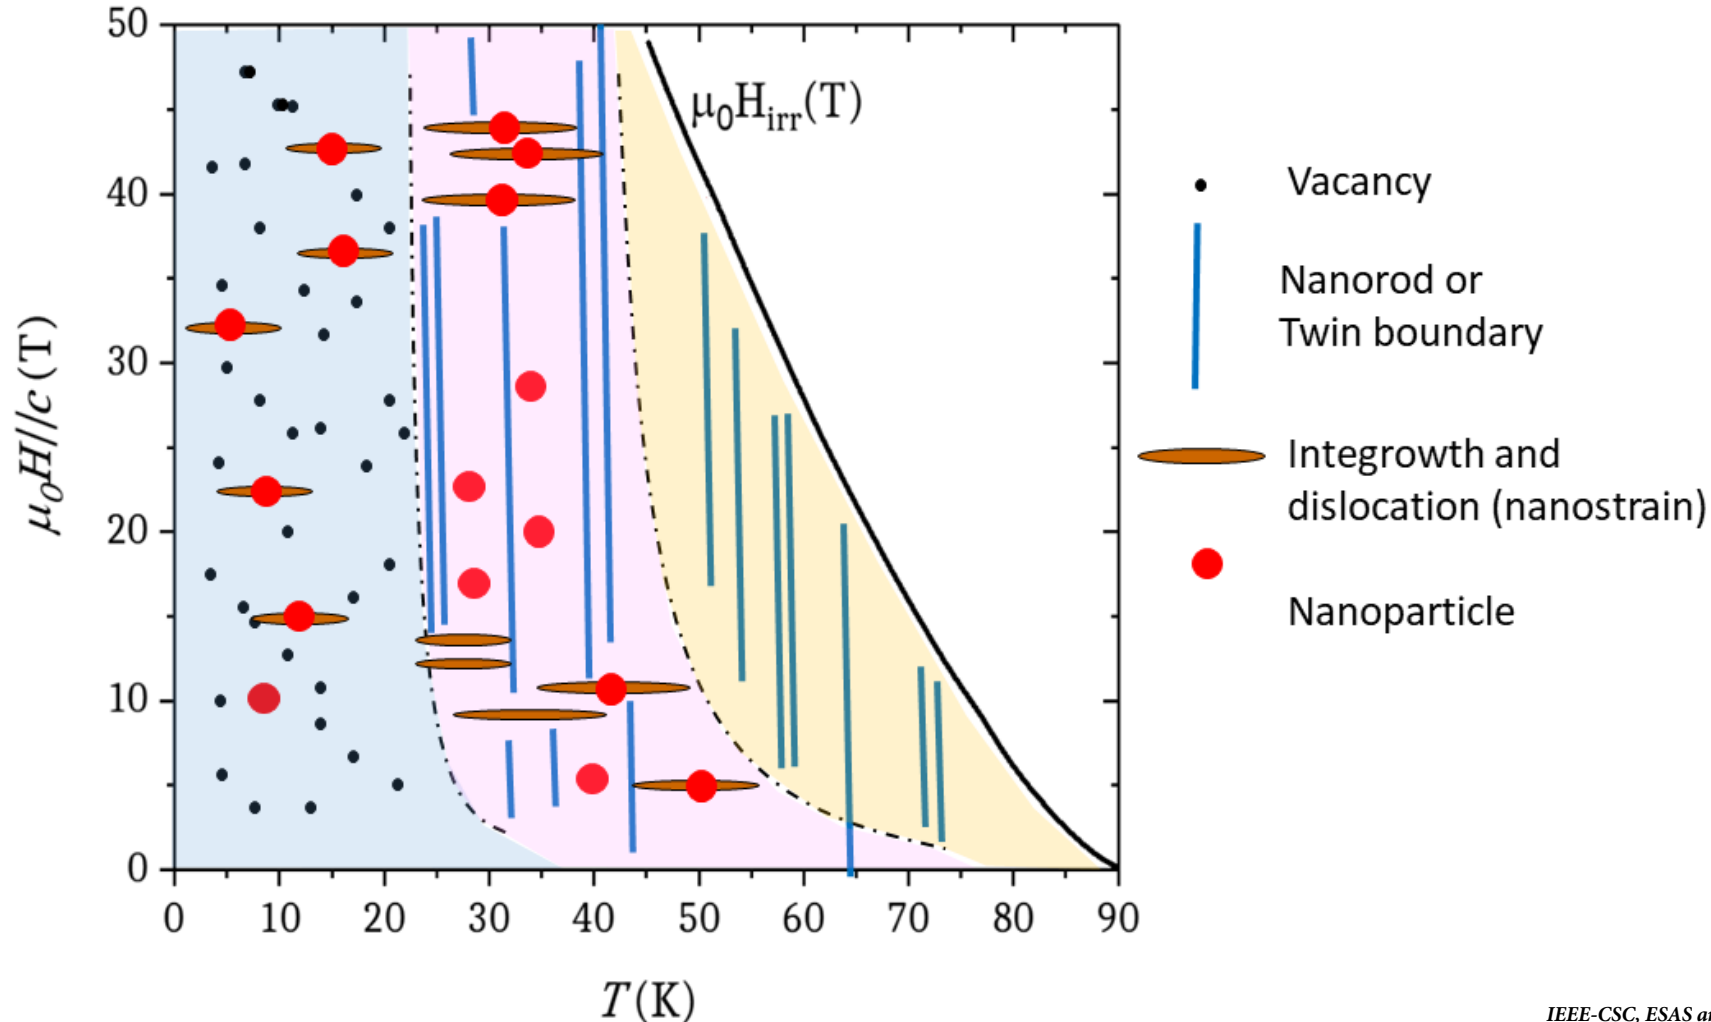 50
40
30
20
10
0
μ0H//c (T)
0 10 20 30 40 50 60 70 80 90
T(K)
μ0Hirr(T)
Vacancy
Nanorod or
Twin boundary
Integrowth and
dislocation (nanostrain)
Nanoparticle
IEEE-CSC, ESAS a